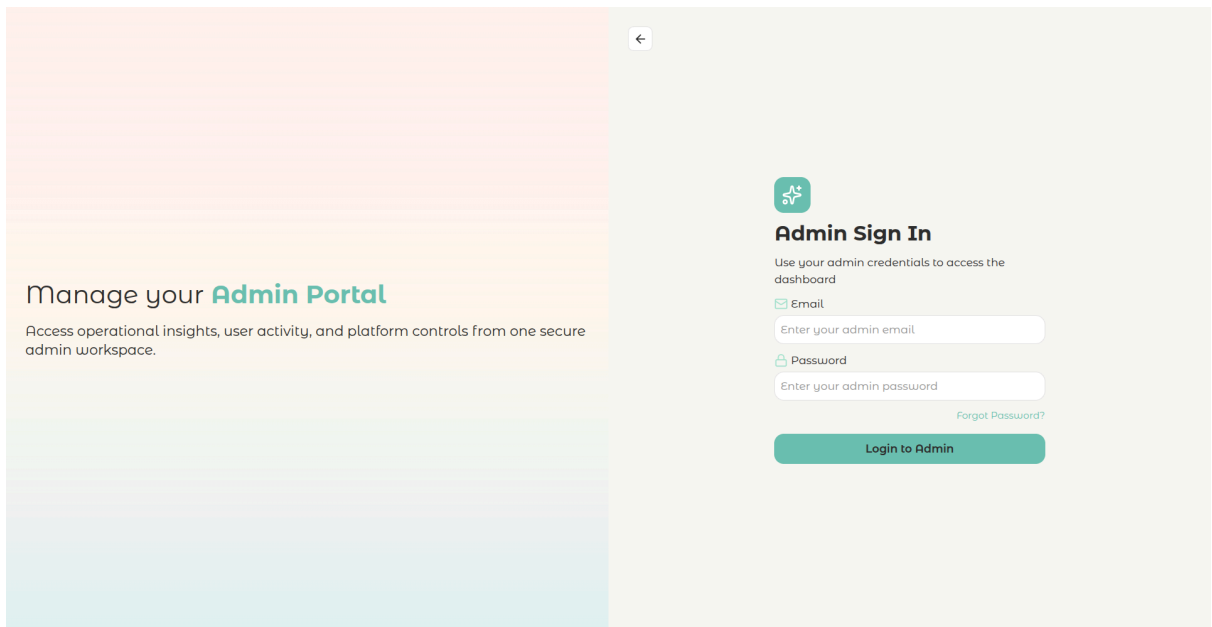 Manage your Admin Portal
Access operational insights, user activity, and platform controls from one secure
admin workspace.
Admin Sign In
Use your admin credentials to access the
dashboard
Email
Enter your admin email
Password
Enter your admin password
Forgot Password?
Login to Admin